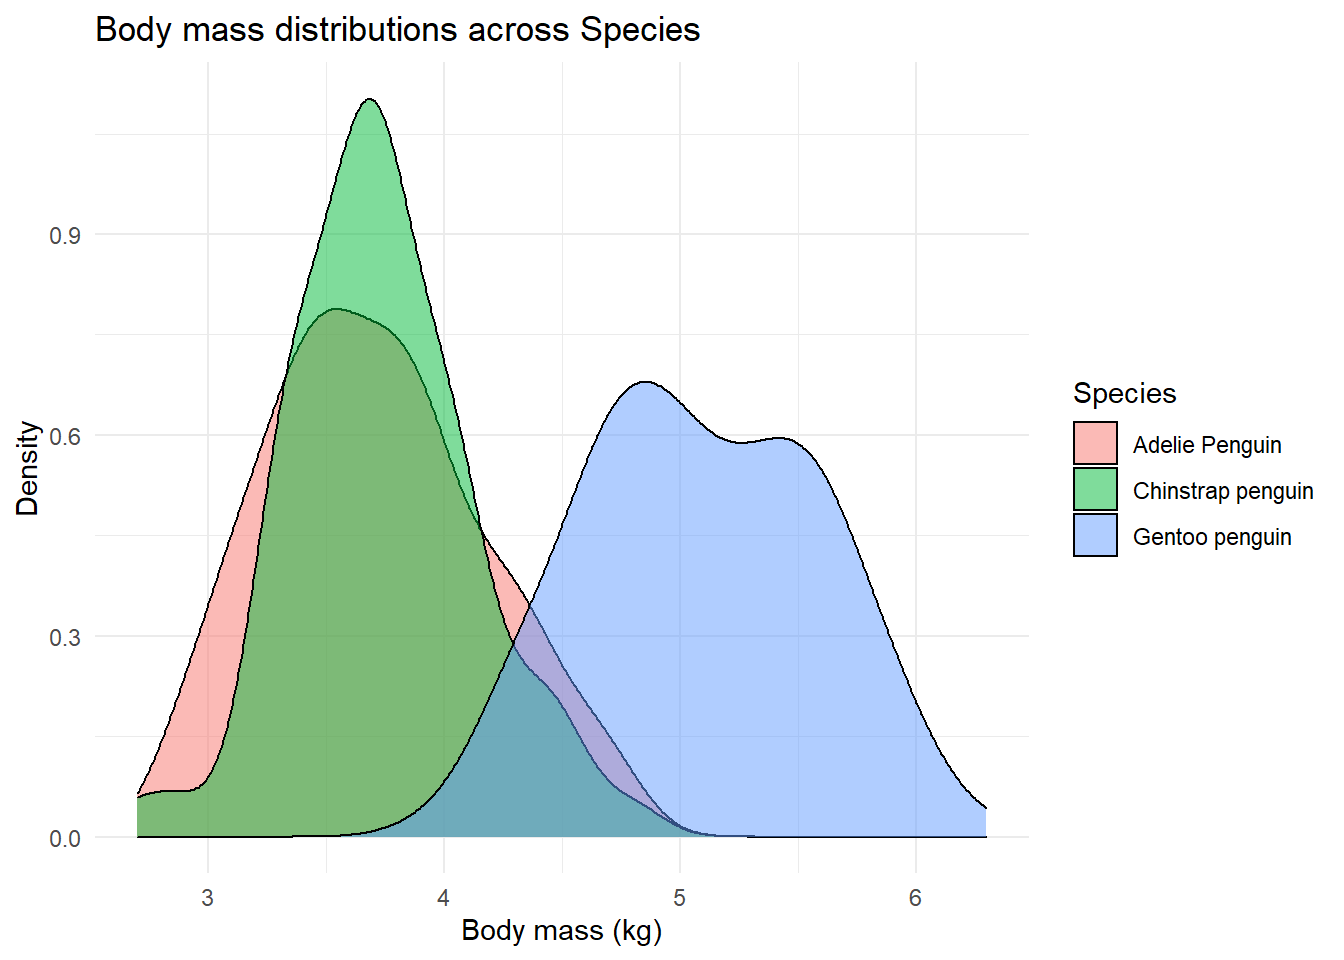 Body mass distributions across Species
Density
0.9
0.6
0.3
0.0
3 4 5 6
Body mass (kg)
Species
Adelie Penguin
Chinstrap penguin
Gentoo penguin